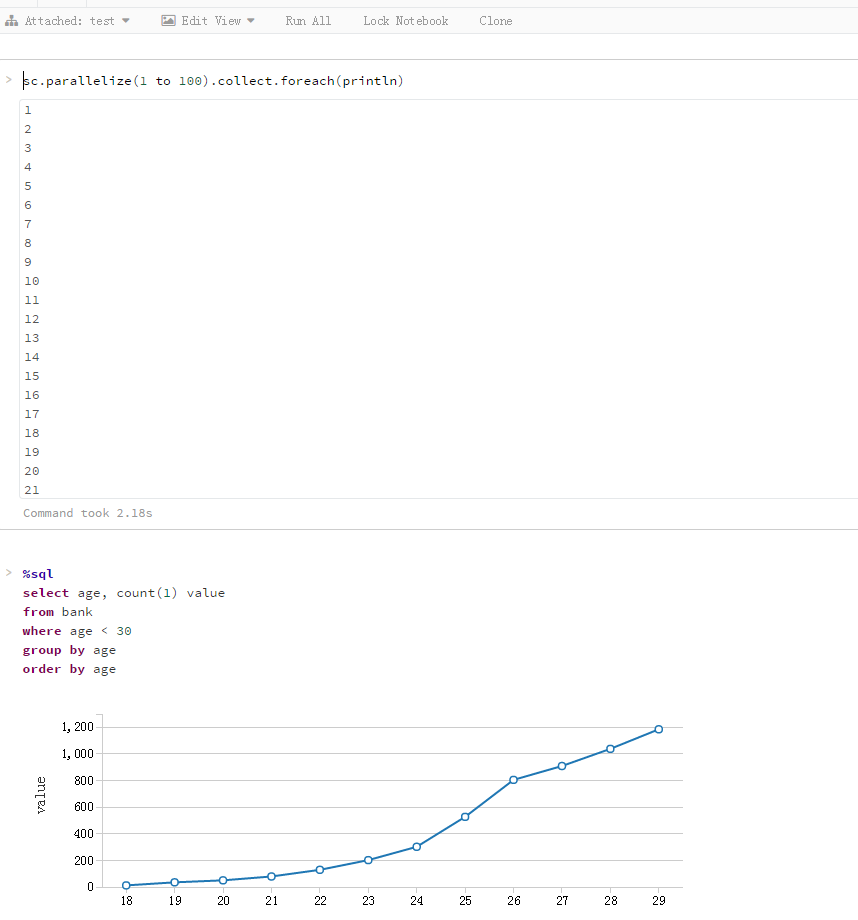 Attached: test Edit View Run All Lock Notebook Clone
> sc.parallelize(1 to 100).collect.foreach(println)
1
2
3
4
5
6
7
8
9
10
11
12
13
14
15
16
17
18
19
20
21
Command took 2.18s
> %sql
select age, count(1) value
from bank
where age < 30
group by age
order by age
1,200
1,000
800
600
400
200
0
value
18 19 20 21 22 23 24 25 26 27 28 29